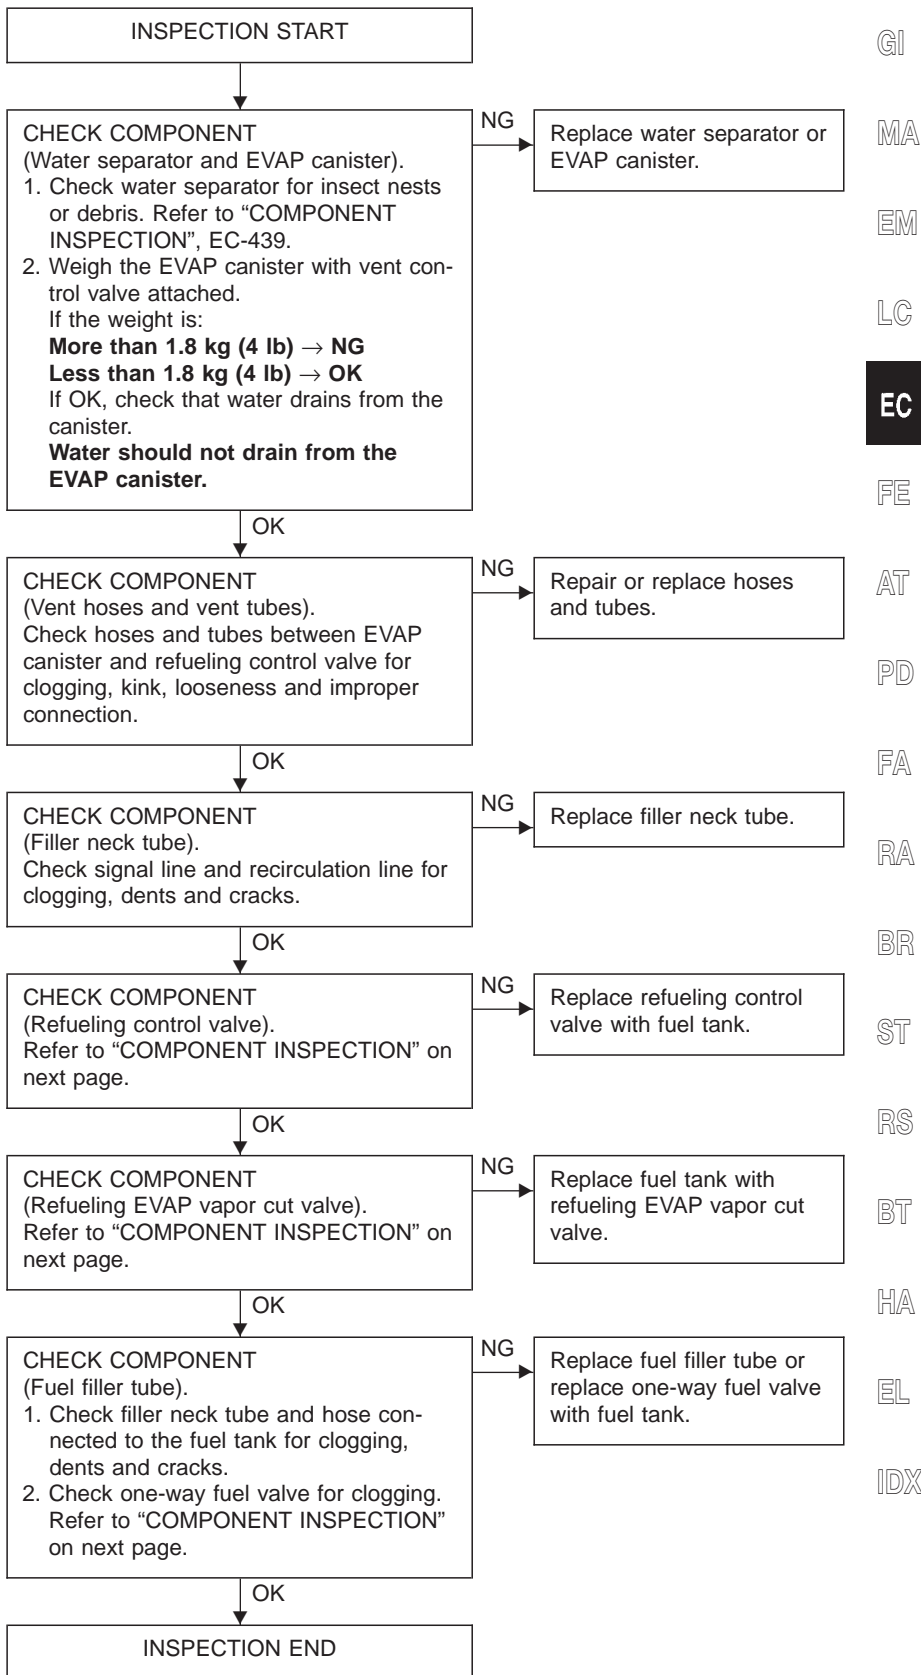 INSPECTION START
CHECK COMPONENT
(Water separator and EVAP canister).
1. Check water separator for insect nests
or debris. Refer to “COMPONENT
INSPECTION”, EC-439.
2. Weigh the EVAP canister with vent con-
trol valve attached.
If the weight is:
More than 1.8 kg (4 lb) → NG
Less than 1.8 kg (4 lb) → OK
If OK, check that water drains from the
canister.
Water should not drain from the
EVAP canister.
NG
Replace water separator or
EVAP canister.
OK
CHECK COMPONENT
(Vent hoses and vent tubes).
Check hoses and tubes between EVAP
canister and refueling control valve for
clogging, kink, looseness and improper
connection.
NG
Repair or replace hoses
and tubes.
OK
CHECK COMPONENT
(Filler neck tube).
Check signal line and recirculation line for
clogging, dents and cracks.
NG
Replace filler neck tube.
OK
CHECK COMPONENT
(Refueling control valve).
Refer to “COMPONENT INSPECTION” on
next page.
NG
Replace refueling control
valve with fuel tank.
OK
CHECK COMPONENT
(Refueling EVAP vapor cut valve).
Refer to “COMPONENT INSPECTION” on
next page.
NG
Replace fuel tank with
refueling EVAP vapor cut
valve.
OK
CHECK COMPONENT
(Fuel filler tube).
1. Check filler neck tube and hose con-
nected to the fuel tank for clogging,
dents and cracks.
2. Check one-way fuel valve for clogging.
Refer to “COMPONENT INSPECTION”
on next page.
NG
Replace fuel filler tube or
replace one-way fuel valve
with fuel tank.
OK
INSPECTION END
GI
MA
EM
LC
EC
FE
AT
PD
FA
RA
BR
ST
RS
BT
HA
EL
IDX